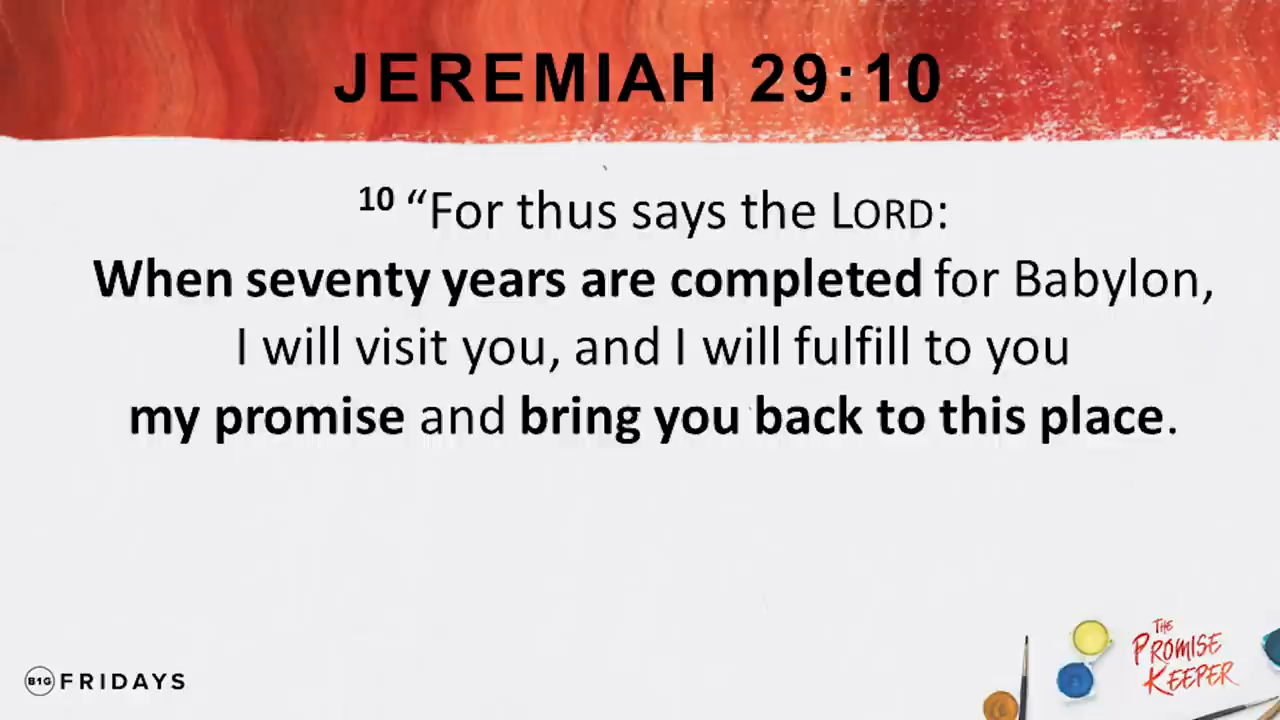 JEREMIAH 29:10
10 “For thus says the LORD:
When seventy years are completed for Babylon,
I will visit you, and I will fulfill to you
my promise and bring you back to this place.
B1G FRIDAYS
THE
PROMISE
KEEPER